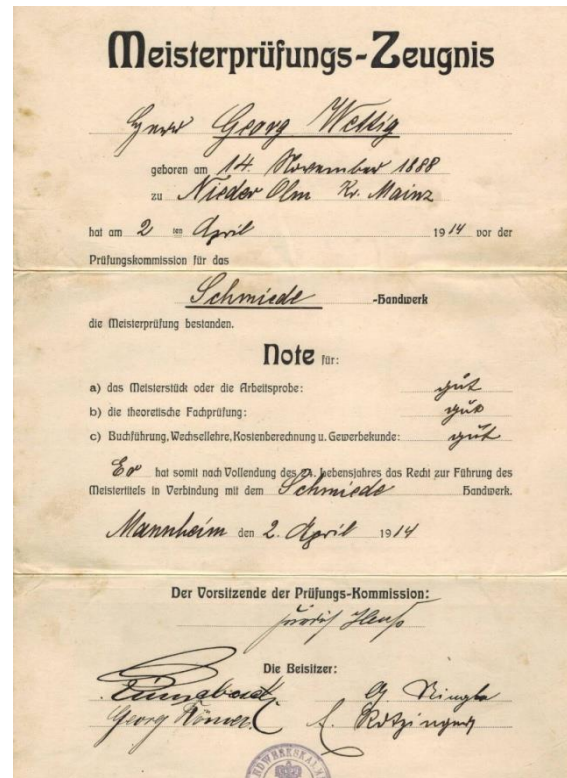 Meisterprüfungs-Zeugnis
Herr Georg Wettig
geboren am 14. November 1888
zu Nieder Olm Kr. Mainz
hat am 2 ten April 1914 vor der
Prüfungskommission für das
Schmiede -Handwerk
die Meisterprüfung bestanden.
Note für:
a) das Meisterstück oder die Arbeitsprobe: gut
b) die theoretische Fachprüfung: gut
c) Buchführung, Wechsellehre, Kostenberechnung u. Gewerbekunde: gut
Er hat somit nach Vollendung des 24. Lebensjahres das Recht zur Führung des
Meistertitels in Verbindung mit dem Schmiede Handwerk.
Mannheim den 2. April 1914
Der Vorsitzende der Prüfungs-Kommission:
Die Beisitzer:
Georg Römer